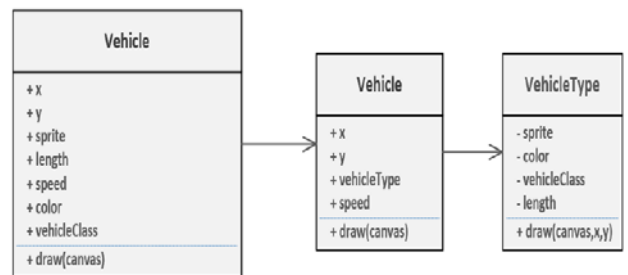 Vehicle
+ x
+ y
+ sprite
+ length
+ speed
+ color
+ vehicleClass
+ draw(canvas)
Vehicle
+ x
+ y
+ vehicleType
+ speed
+ draw(canvas)
VehicleType
- sprite
- color
- vehicleClass
- length
+ draw(canvas,x,y)